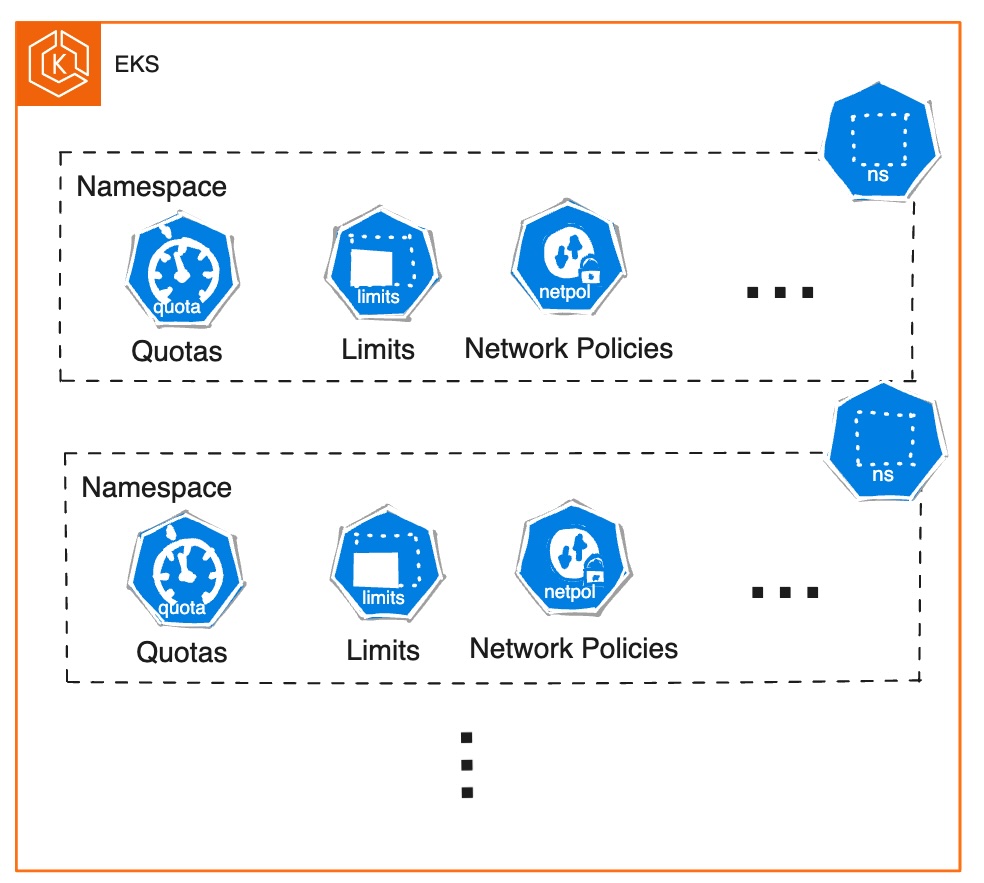 K
EKS
ns
Namespace
quota
limits
netpol
Quotas
Limits
Network Policies
ns
Namespace
quota
limits
netpol
Quotas
Limits
Network Policies